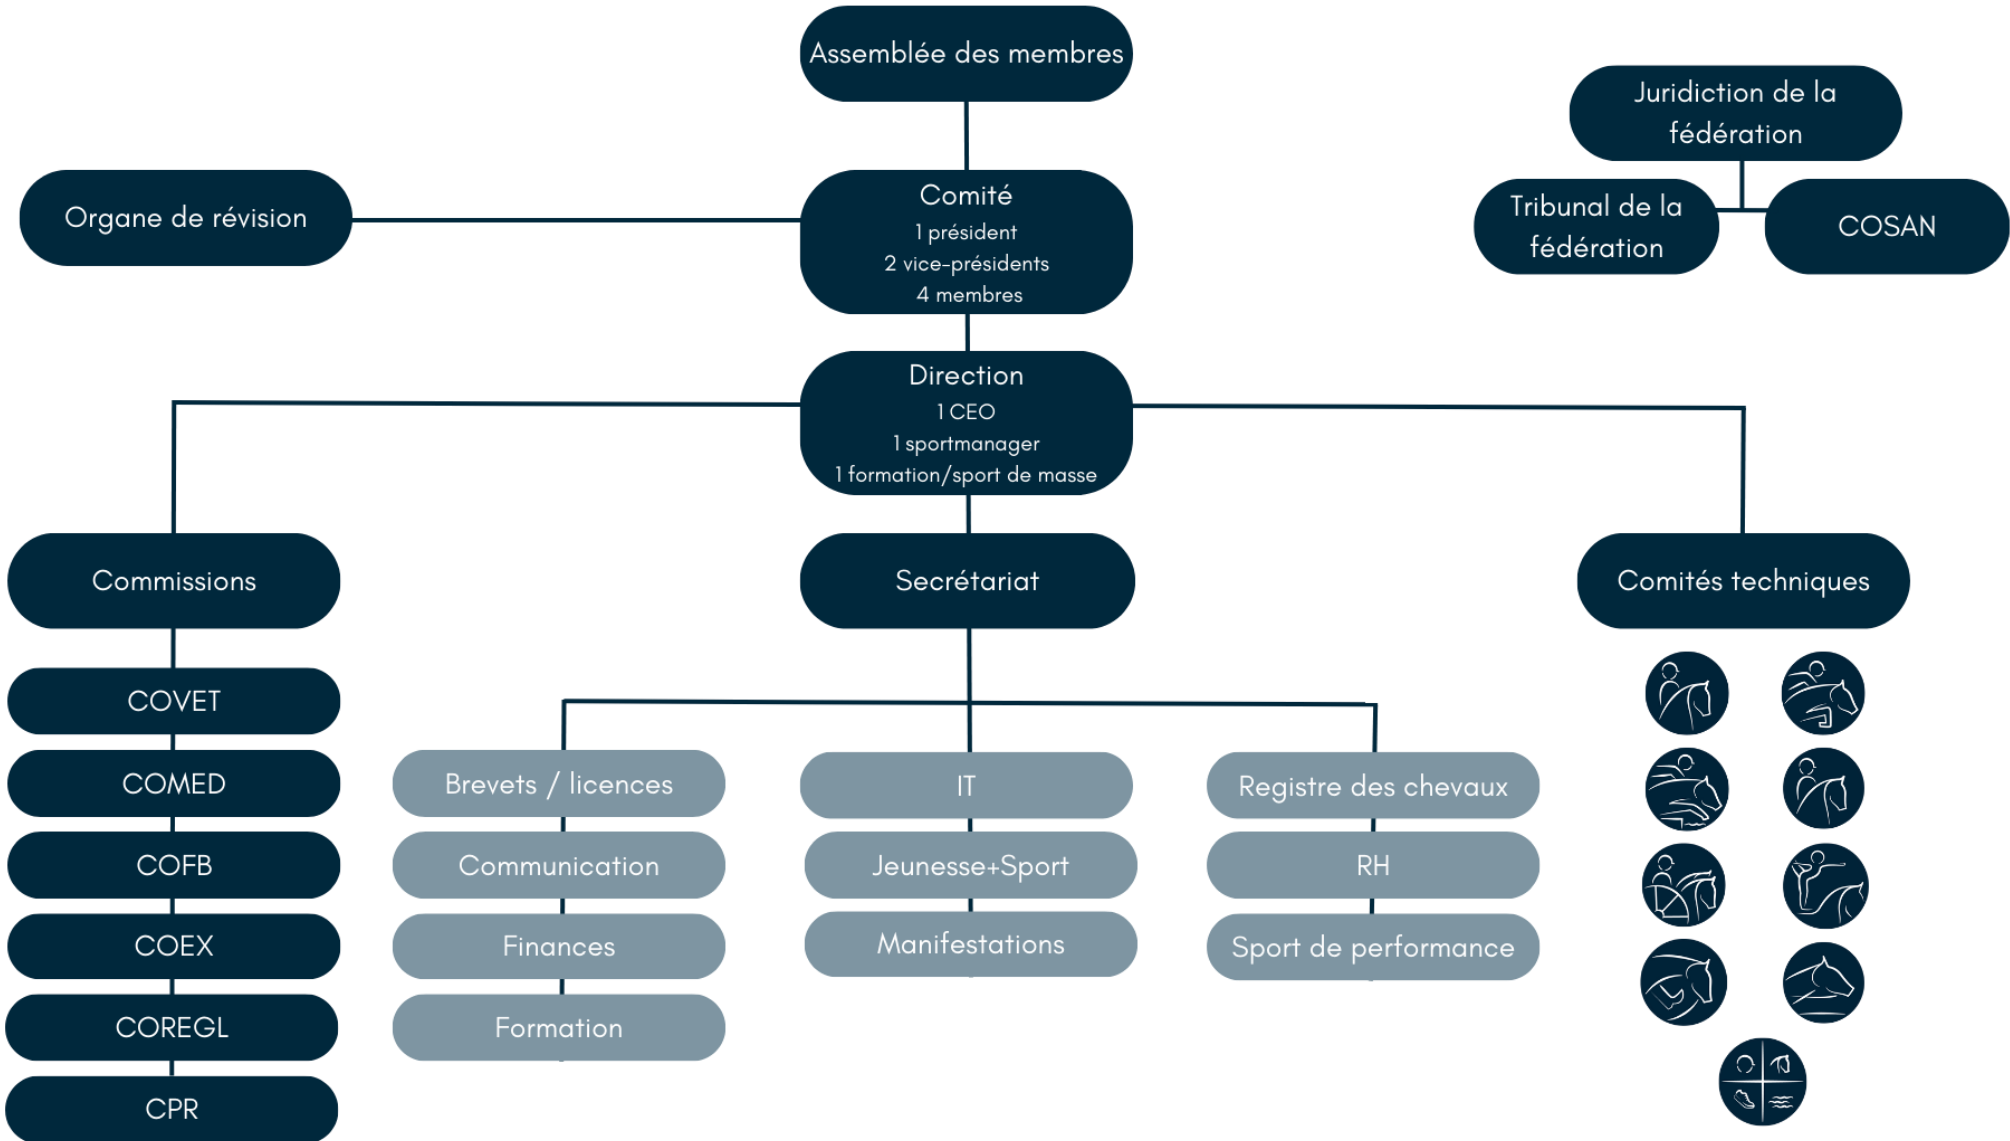 Assemblée des membres
Juridiction de la
fédération
Organe de révision
Comité
1 président
2 vice-présidents
4 membres
Tribunal de la
fédération
COSAN
Direction
1 CEO
1 sportmanager
1 formation/sport de masse
Commissions
Secrétariat
Comités techniques
COVET
COMED
COFB
COEX
COREGL
CPR
Brevets / licences
Communication
Finances
Formation
IT
Jeunesse+Sport
Manifestations
Registre des chevaux
RH
Sport de performance